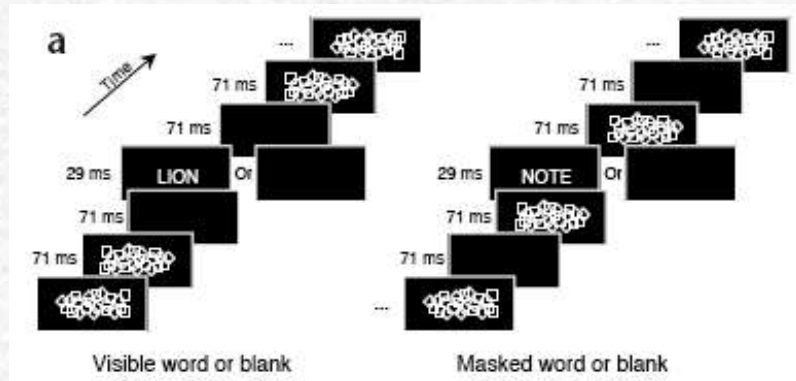 a
Time
...
71 ms
71 ms
29 ms
LION
Or
71 ms
71 ms
Visible word or blank
...
71 ms
71 ms
29 ms
NOTE
Or
71 ms
71 ms
...
Masked word or blank